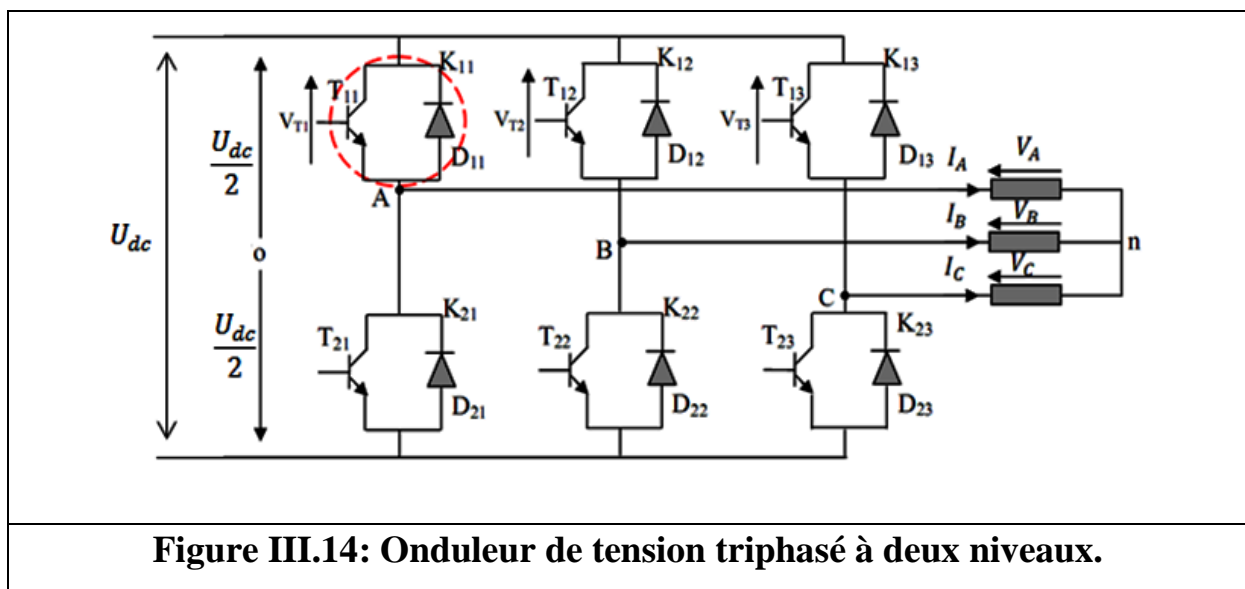 K11 K12 K13
T11 T12 T13
VT1 VT2 VT3
D11 D12 D13
Udc/2
IA VA
A
Udc
o
IB VB
B
n
IC VC
C
Udc/2
K21 K22 K23
T21 T22 T23
D21 D22 D23
Figure III.14: Onduleur de tension triphasé à deux niveaux.